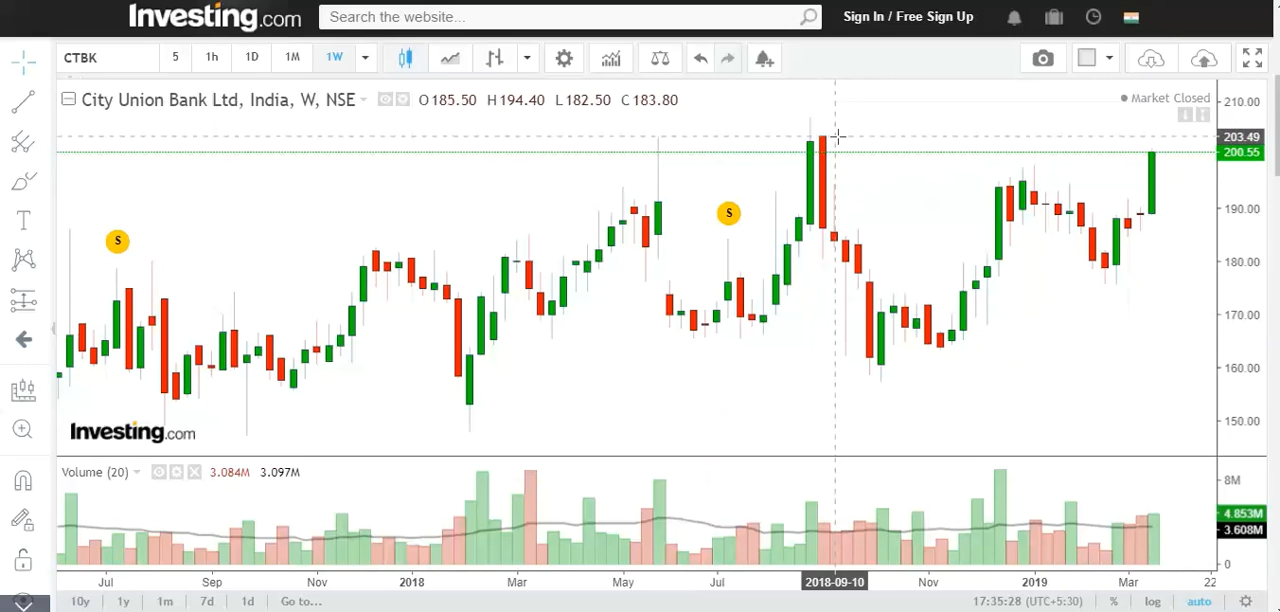 Investing.com Search the website... Sign In / Free Sign Up
CTBK 5 1h 1D 1M 1W
City Union Bank Ltd, India, W, NSE O185.50 H194.40 L182.50 C183.80
Market Closed
210.00
203.49
200.55
S
S
190.00
180.00
170.00
160.00
150.00
Investing.com
Volume (20) 3.084M 3.097M
8M
4.853M
3.608M
0
Jul Sep Nov 2018 Mar May Jul 2018-09-10 Nov 2019 Mar 22
10y 1y 1m 7d 1d Go to... 17:35:28 (UTC+5:30) % log auto